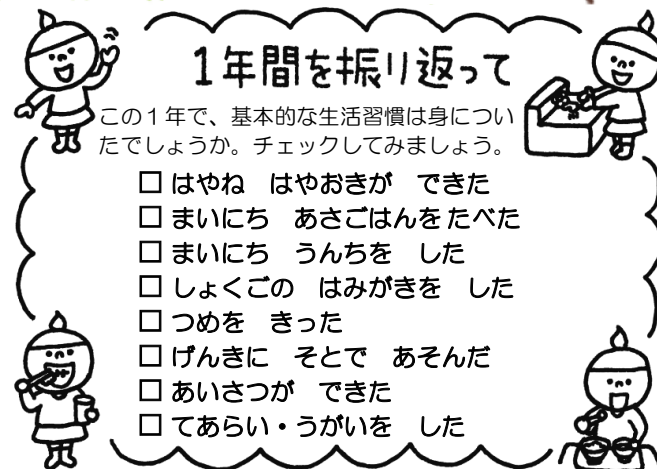 1年間を振り返って
この1年で、基本的な生活習慣は身につい
たでしょうか。チェックしてみましょう。
□ はやね　はやおきが　できた
□ まいにち　あさごはんを たべた
□ まいにち　うんちを　した
□ しょくごの　はみがきを　した
□ つめを　きった
□ げんきに　そとで　あそんだ
□ あいさつが　できた
□ てあらい・うがいを　した